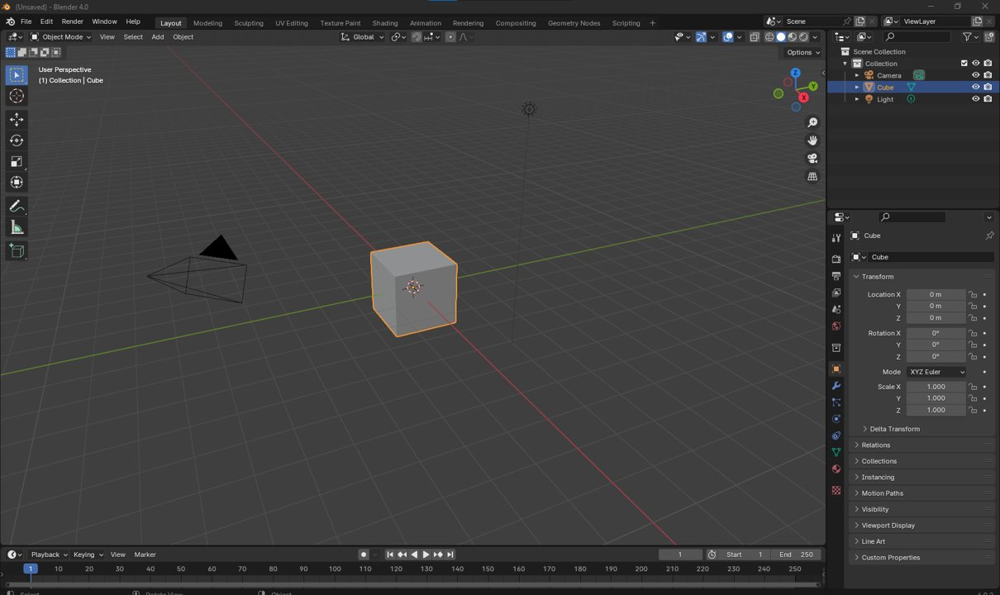 (Unsaved) - Blender 4.0
File Edit Render Window Help Layout Modeling Sculpting UV Editing Texture Paint Shading Animation Rendering Compositing Geometry Nodes Scripting + Scene ViewLayer
Object Mode View Select Add Object Global
Options
User Perspective
(1) Collection | Cube
Z
Y
X
Scene Collection
Collection
Camera
Cube
Light
Cube
Cube
Transform
Location X 0 m
Y 0 m
Z 0 m
Rotation X 0°
Y 0°
Z 0°
Mode XYZ Euler
Scale X 1.000
Y 1.000
Z 1.000
Delta Transform
Relations
Collections
Instancing
Motion Paths
Visibility
Viewport Display
Line Art
Custom Properties
Playback Keying View Marker 1 Start 1 End 250
1 10 20 30 40 50 60 70 80 90 100 110 120 130 140 150 160 170 180 190 200 210 220 230 240 250
Select Rotate View Object